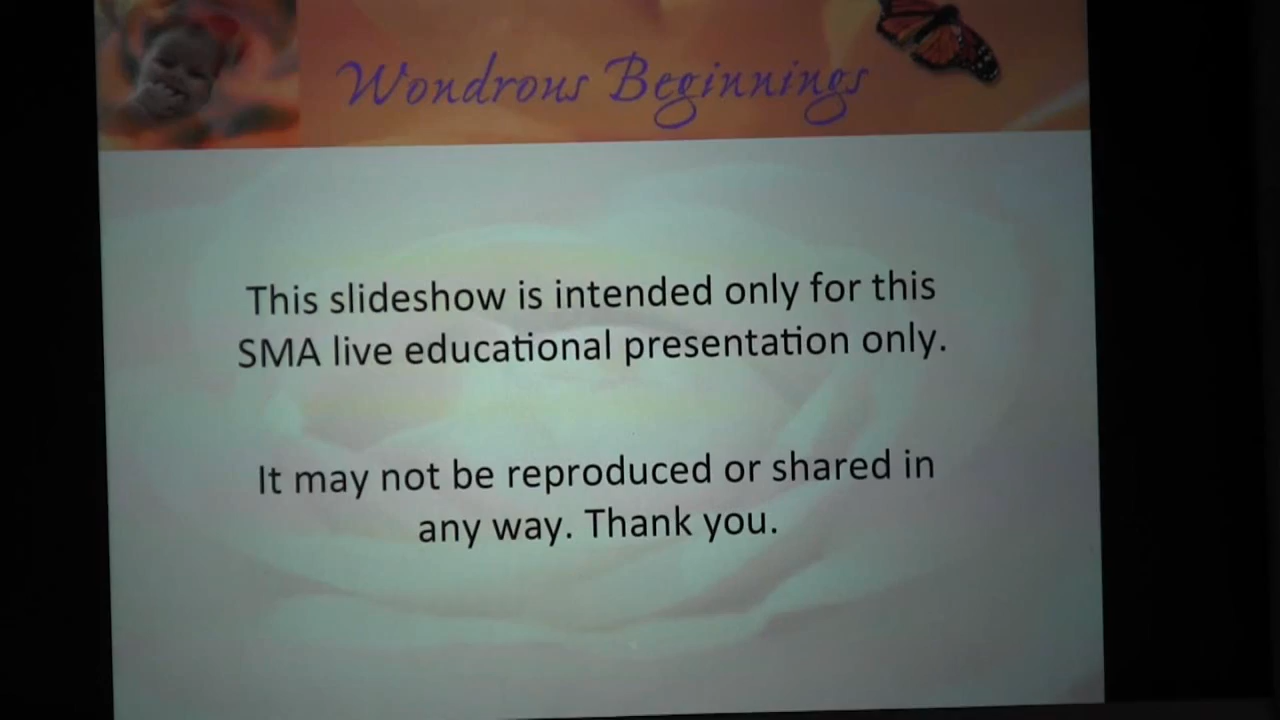 Wondrous Beginnings
This slideshow is intended only for this
SMA live educational presentation only.
It may not be reproduced or shared in
any way. Thank you.